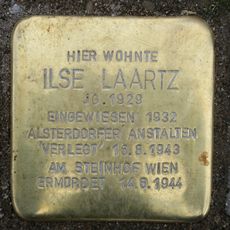 HIER WOHNTE
ILSE LAARTZ
JG. 1929
EINGEWIESEN 1932
ALSTERDORFER ANSTALTEN
"VERLEGT" 16.8.1943
AM STEINHOF WIEN
ERMORDET 14.6.1944